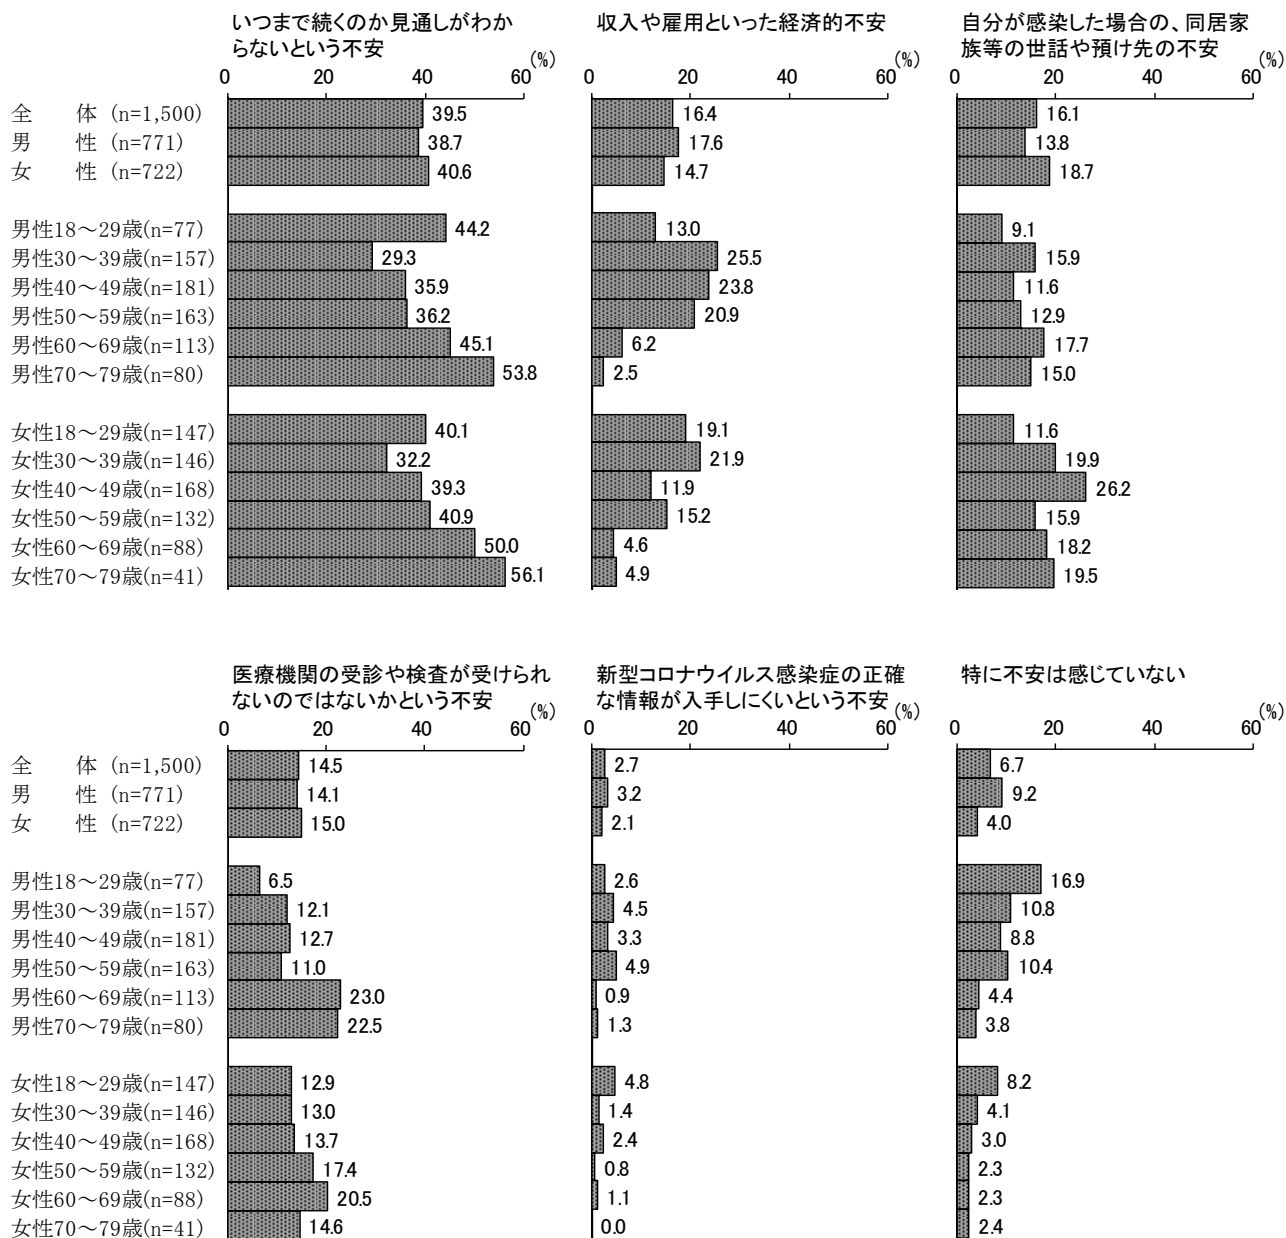 いつまで続くのか見通しがわか
らないという不安
(%)
0 20 40 60
収入や雇用といった経済的不安
(%)
0 20 40 60
自分が感染した場合の、同居家
族等の世話や預け先の不安
(%)
0 20 40 60
全 体 (n=1,500) 39.5 16.4 16.1
男 性 (n=771) 38.7 17.6 13.8
女 性 (n=722) 40.6 14.7 18.7
男性18～29歳(n=77) 44.2 13.0 9.1
男性30～39歳(n=157) 29.3 25.5 15.9
男性40～49歳(n=181) 35.9 23.8 11.6
男性50～59歳(n=163) 36.2 20.9 12.9
男性60～69歳(n=113) 45.1 6.2 17.7
男性70～79歳(n=80) 53.8 2.5 15.0
女性18～29歳(n=147) 40.1 19.1 11.6
女性30～39歳(n=146) 32.2 21.9 19.9
女性40～49歳(n=168) 39.3 11.9 26.2
女性50～59歳(n=132) 40.9 15.2 15.9
女性60～69歳(n=88) 50.0 4.6 18.2
女性70～79歳(n=41) 56.1 4.9 19.5
医療機関の受診や検査が受けられ
ないのではないかという不安
(%)
0 20 40 60
新型コロナウイルス感染症の正確
な情報が入手しにくいという不安
(%)
0 20 40 60
特に不安は感じていない
(%)
0 20 40 60
全 体 (n=1,500) 14.5 2.7 6.7
男 性 (n=771) 14.1 3.2 9.2
女 性 (n=722) 15.0 2.1 4.0
男性18～29歳(n=77) 6.5 2.6 16.9
男性30～39歳(n=157) 12.1 4.5 10.8
男性40～49歳(n=181) 12.7 3.3 8.8
男性50～59歳(n=163) 11.0 4.9 10.4
男性60～69歳(n=113) 23.0 0.9 4.4
男性70～79歳(n=80) 22.5 1.3 3.8
女性18～29歳(n=147) 12.9 4.8 8.2
女性30～39歳(n=146) 13.0 1.4 4.1
女性40～49歳(n=168) 13.7 2.4 3.0
女性50～59歳(n=132) 17.4 0.8 2.3
女性60～69歳(n=88) 20.5 1.1 2.3
女性70～79歳(n=41) 14.6 0.0 2.4